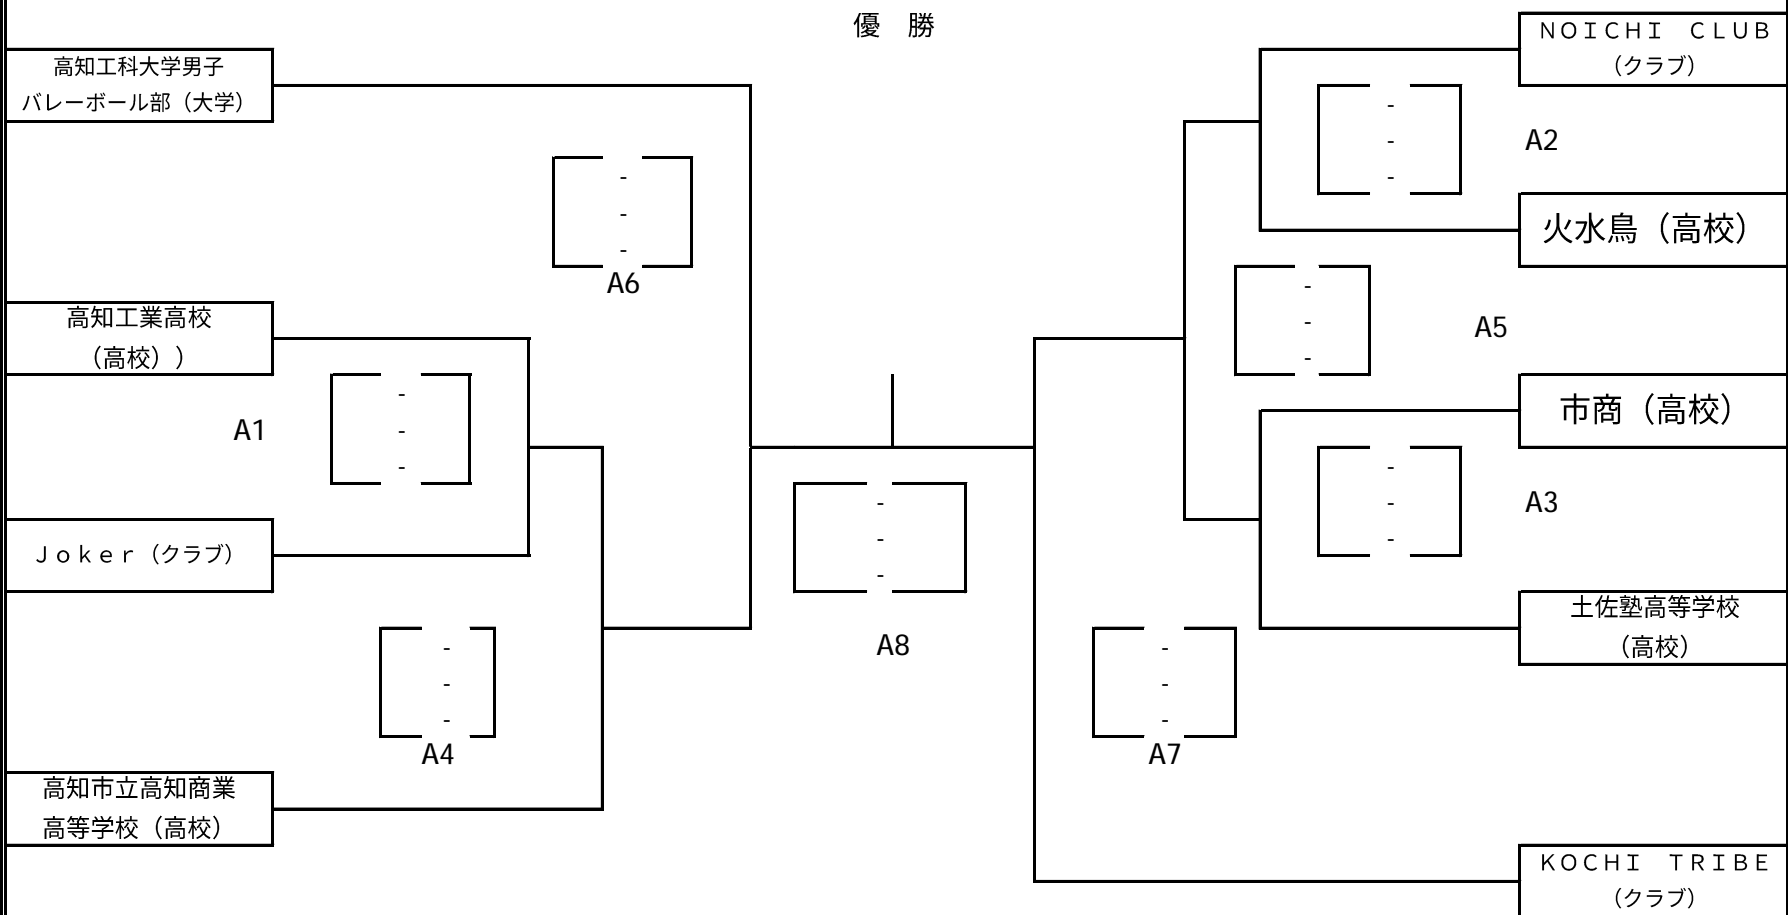 優　勝
高知工科大学男子
バレーボール部（大学）
-
-
-
A6
高知工業高校
（高校））
-
-
-
A1
Ｊｏｋｅｒ（クラブ）
-
-
-
A4
高知市立高知商業
高等学校（高校）
-
-
-
A8
ＮＯＩＣＨＩ　ＣＬＵＢ
（クラブ）
-
-
-
A2
火水鳥（高校）
-
-
-
A5
市商（高校）
-
-
-
A3
土佐塾高等学校
（高校）
-
-
-
A7
ＫＯＣＨＩ　ＴＲＩＢＥ
（クラブ）